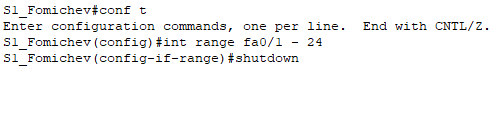 S1_Fomichev#conf t
Enter configuration commands, one per line.  End with CNTL/Z.
S1_Fomichev(config)#int range fa0/1 - 24
S1_Fomichev(config-if-range)#shutdown